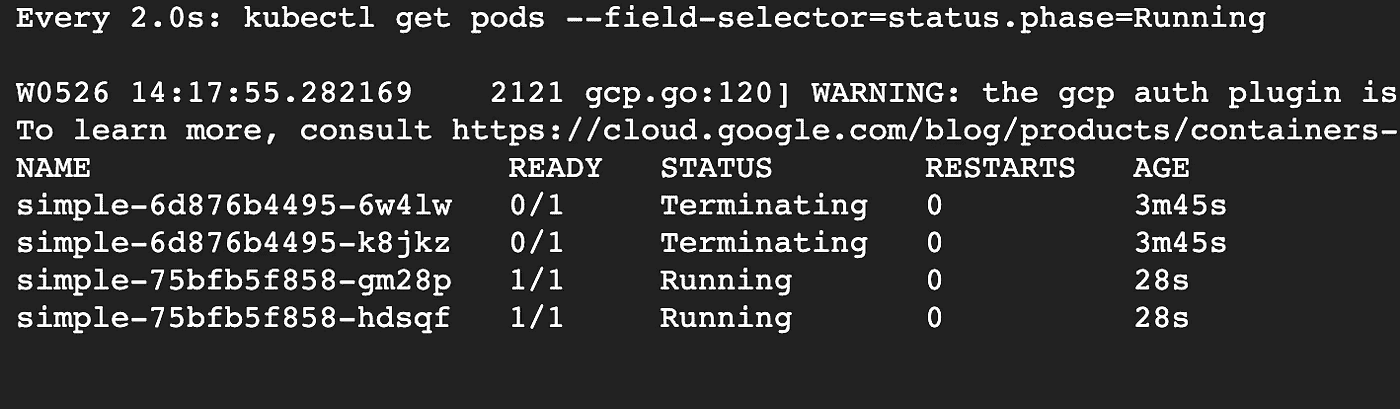 Every 2.0s: kubectl get pods --field-selector=status.phase=Running
W0526 14:17:55.282169 2121 gcp.go:120] WARNING: the gcp auth plugin is
To learn more, consult https://cloud.google.com/blog/products/containers-
NAME READY STATUS RESTARTS AGE
simple-6d876b4495-6w4lw 0/1 Terminating 0 3m45s
simple-6d876b4495-k8jkz 0/1 Terminating 0 3m45s
simple-75bfb5f858-gm28p 1/1 Running 0 28s
simple-75bfb5f858-hdsqf 1/1 Running 0 28s